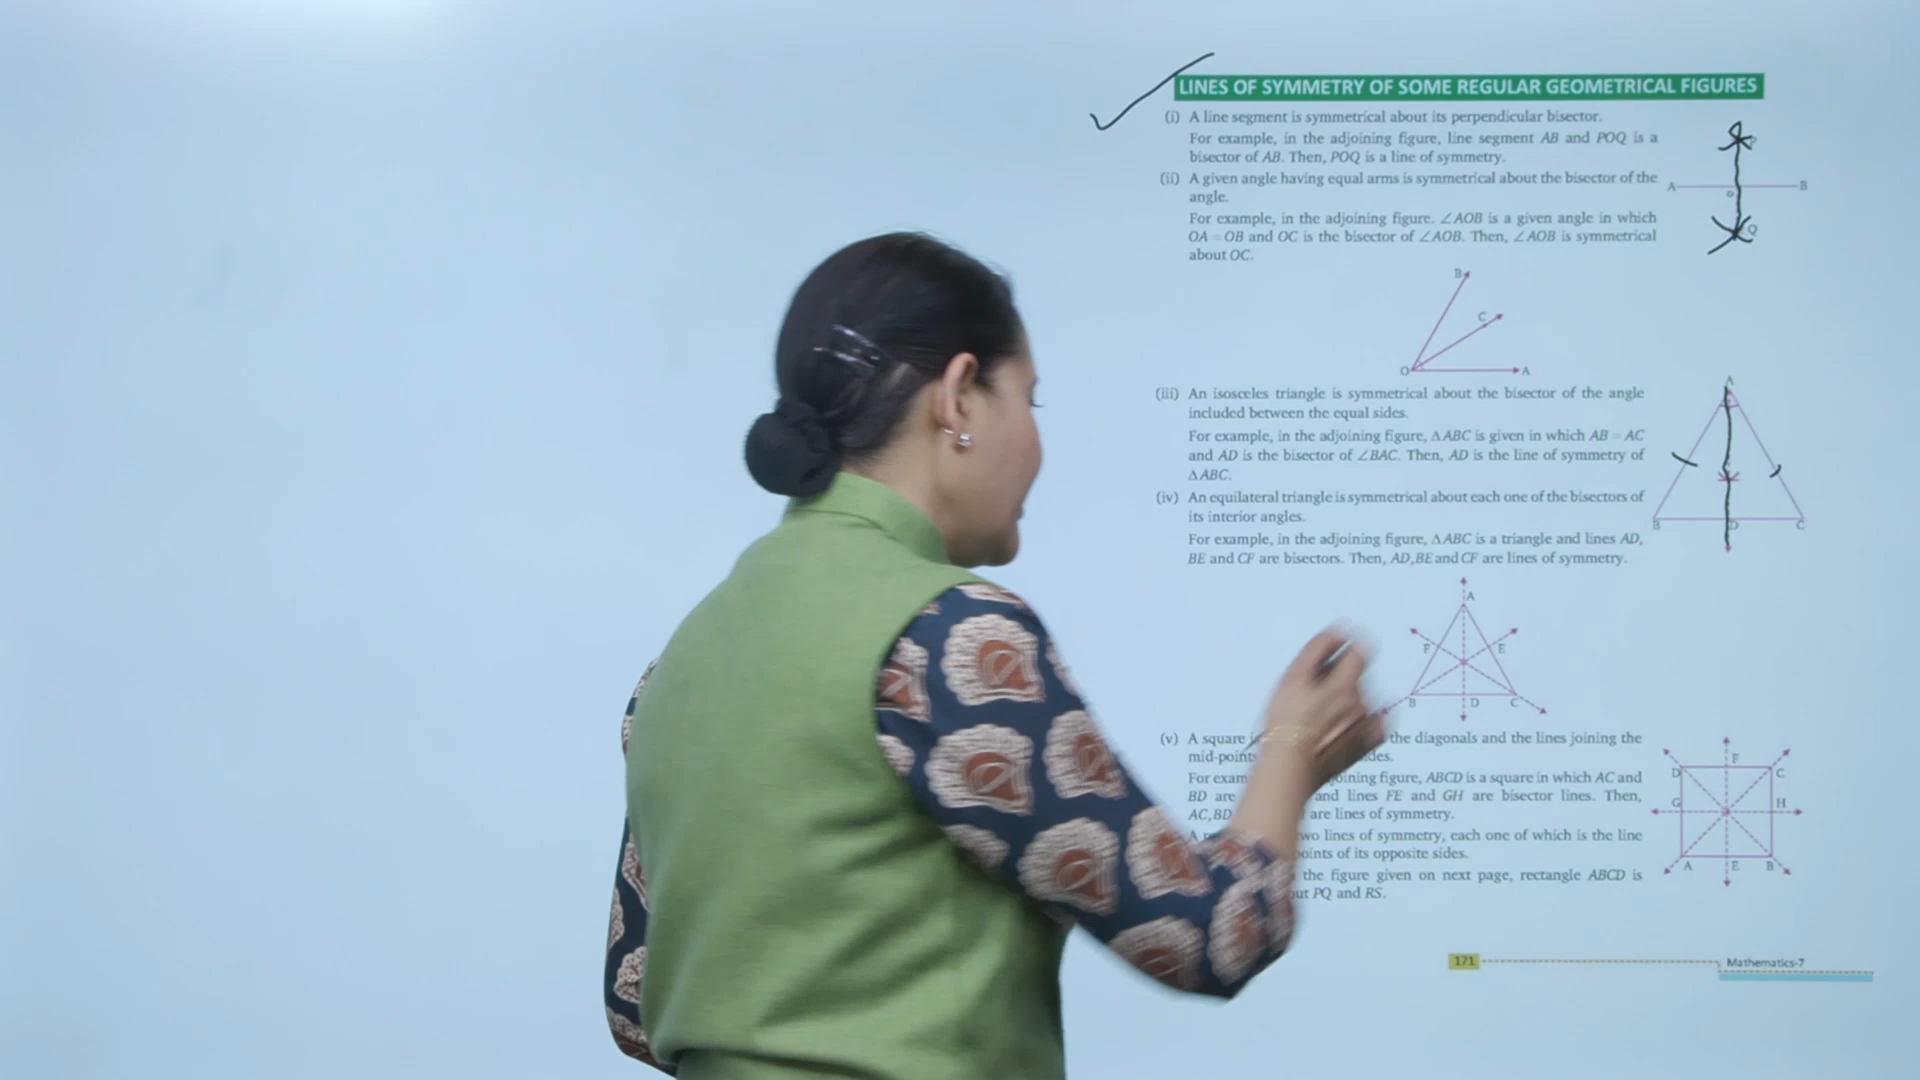 LINES OF SYMMETRY OF SOME REGULAR GEOMETRICAL FIGURES
(i) A line segment is symmetrical about its perpendicular bisector.
For example, in the adjoining figure, line segment AB and POQ is a
bisector of AB. Then, POQ is a line of symmetry.
A O B
Q
(ii) A given angle having equal arms is symmetrical about the bisector of the
angle.
For example, in the adjoining figure. ∠AOB is a given angle in which
OA = OB and OC is the bisector of ∠AOB. Then, ∠AOB is symmetrical
about OC.
B
C
O A
(iii) An isosceles triangle is symmetrical about the bisector of the angle
included between the equal sides.
For example, in the adjoining figure, ΔABC is given in which AB = AC
and AD is the bisector of ∠BAC. Then, AD is the line of symmetry of
ΔABC.
A
B D C
(iv) An equilateral triangle is symmetrical about each one of the bisectors of
its interior angles.
For example, in the adjoining figure, ΔABC is a triangle and lines AD,
BE and CF are bisectors. Then, AD,BE and CF are lines of symmetry.
A
F E
B D C
(v) A square the diagonals and the lines joining the
mid-points
For joining figure, ABCD is a square in which AC and
BD are and lines FE and GH are bisector lines. Then,
AC,BD are lines of symmetry.
A two lines of symmetry, each one of which is the line
points of its opposite sides.
the figure given on next page, rectangle ABCD is
PQ and RS.
F
D C
G H
A E B
171
Mathematics-7